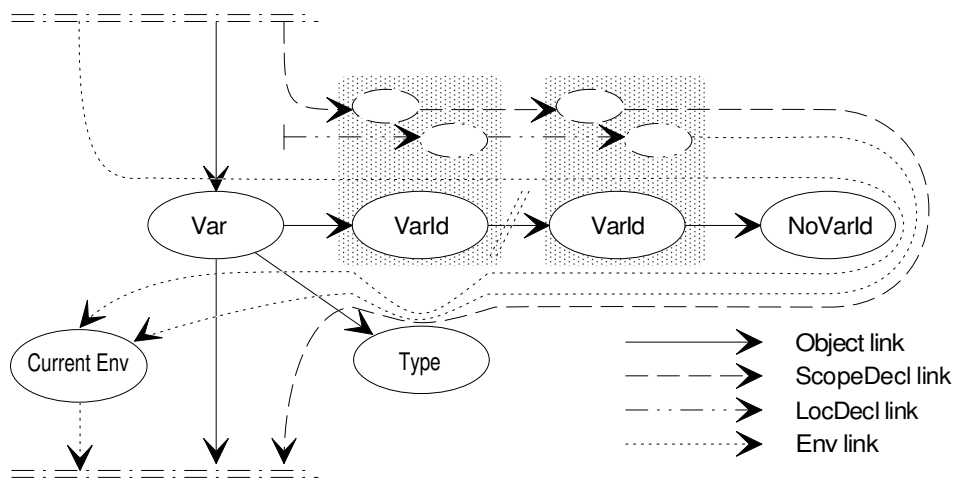 Var
VarId
VarId
NoVarId
Current Env
Type
Object link
ScopeDecl link
LocDecl link
Env link